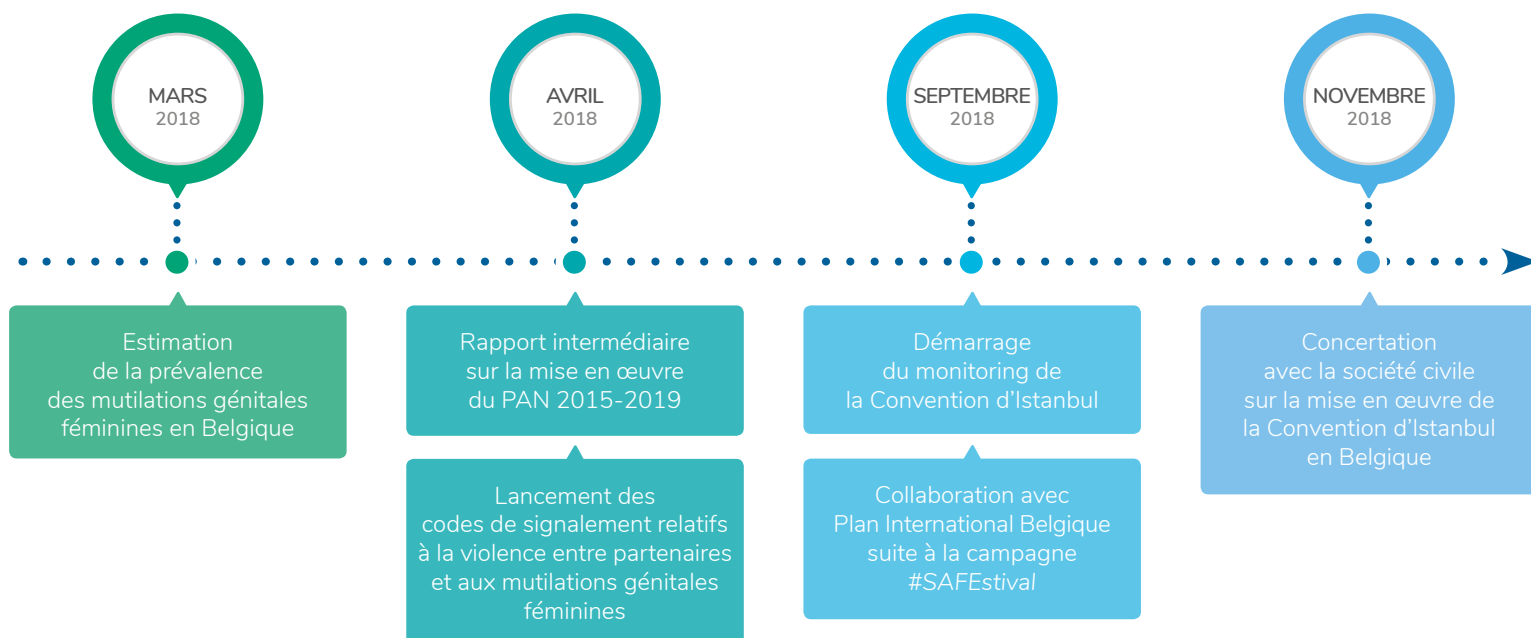 MARS
2018
Estimation
de la prévalence
des mutilations génitales
féminines en Belgique
AVRIL
2018
Rapport intermédiaire
sur la mise en œuvre
du PAN 2015-2019
Lancement des
codes de signalement relatifs
à la violence entre partenaires
et aux mutilations génitales
féminines
SEPTEMBRE
2018
Démarrage
du monitoring de
la Convention d’Istanbul
Collaboration avec
Plan International Belgique
suite à la campagne
#SAFEstival
NOVEMBRE
2018
Concertation
avec la société civile
sur la mise en œuvre de
la Convention d’Istanbul
en Belgique